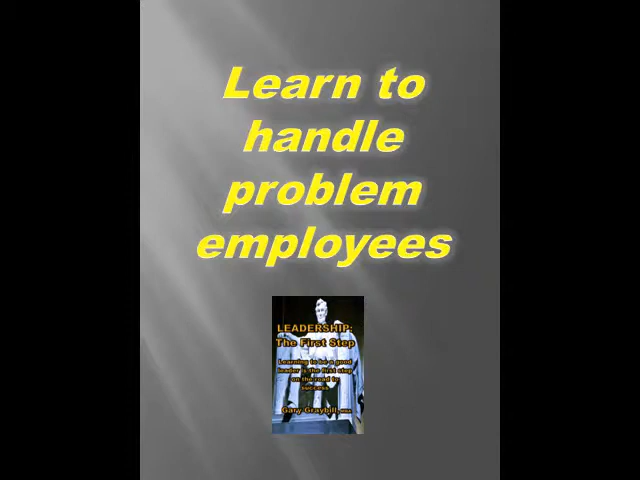 Learn to
handle
problem
employees
LEADERSHIP:
The First Step
Learning to be a good
leader is the first step
on the road to
success
Gary Graybill, MBA